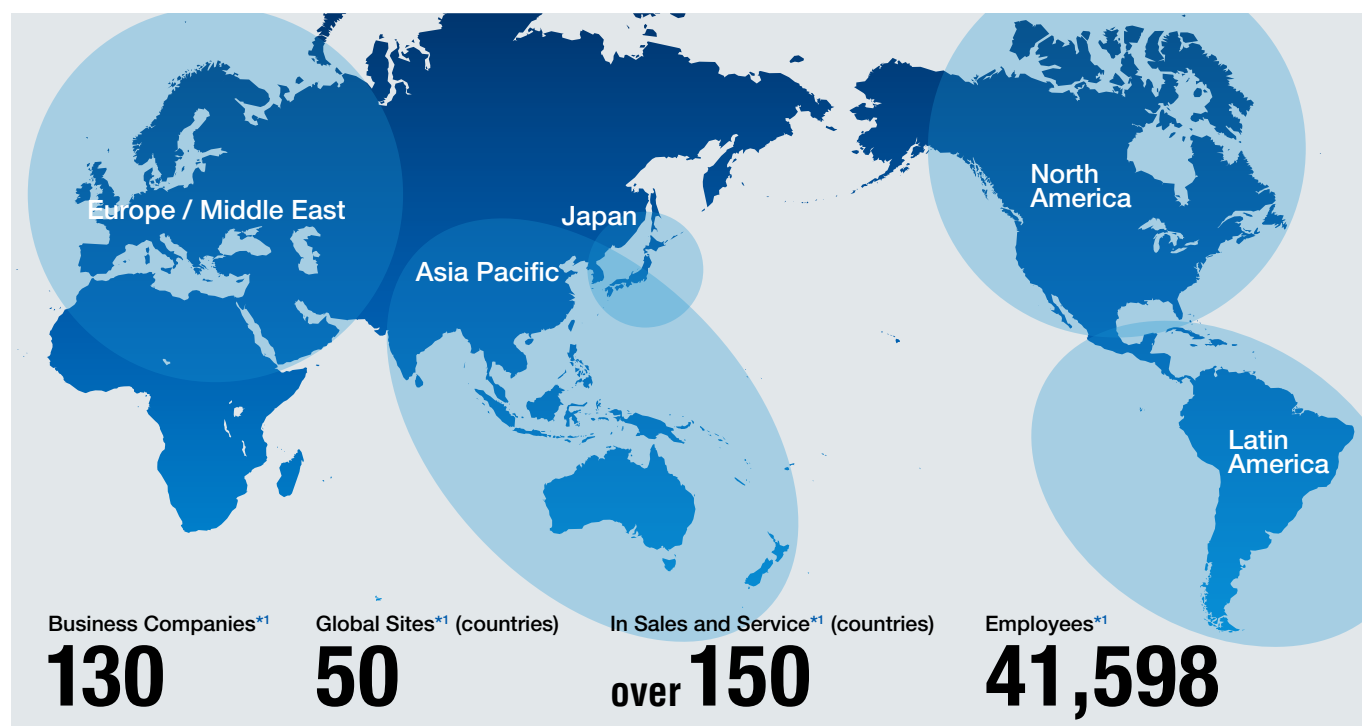 Europe / Middle East
Japan
Asia Pacific
North
America
Latin
America
Business Companies*1
130
Global Sites*1 (countries)
50
In Sales and Service*1 (countries)
over 150
Employees*1
41,598